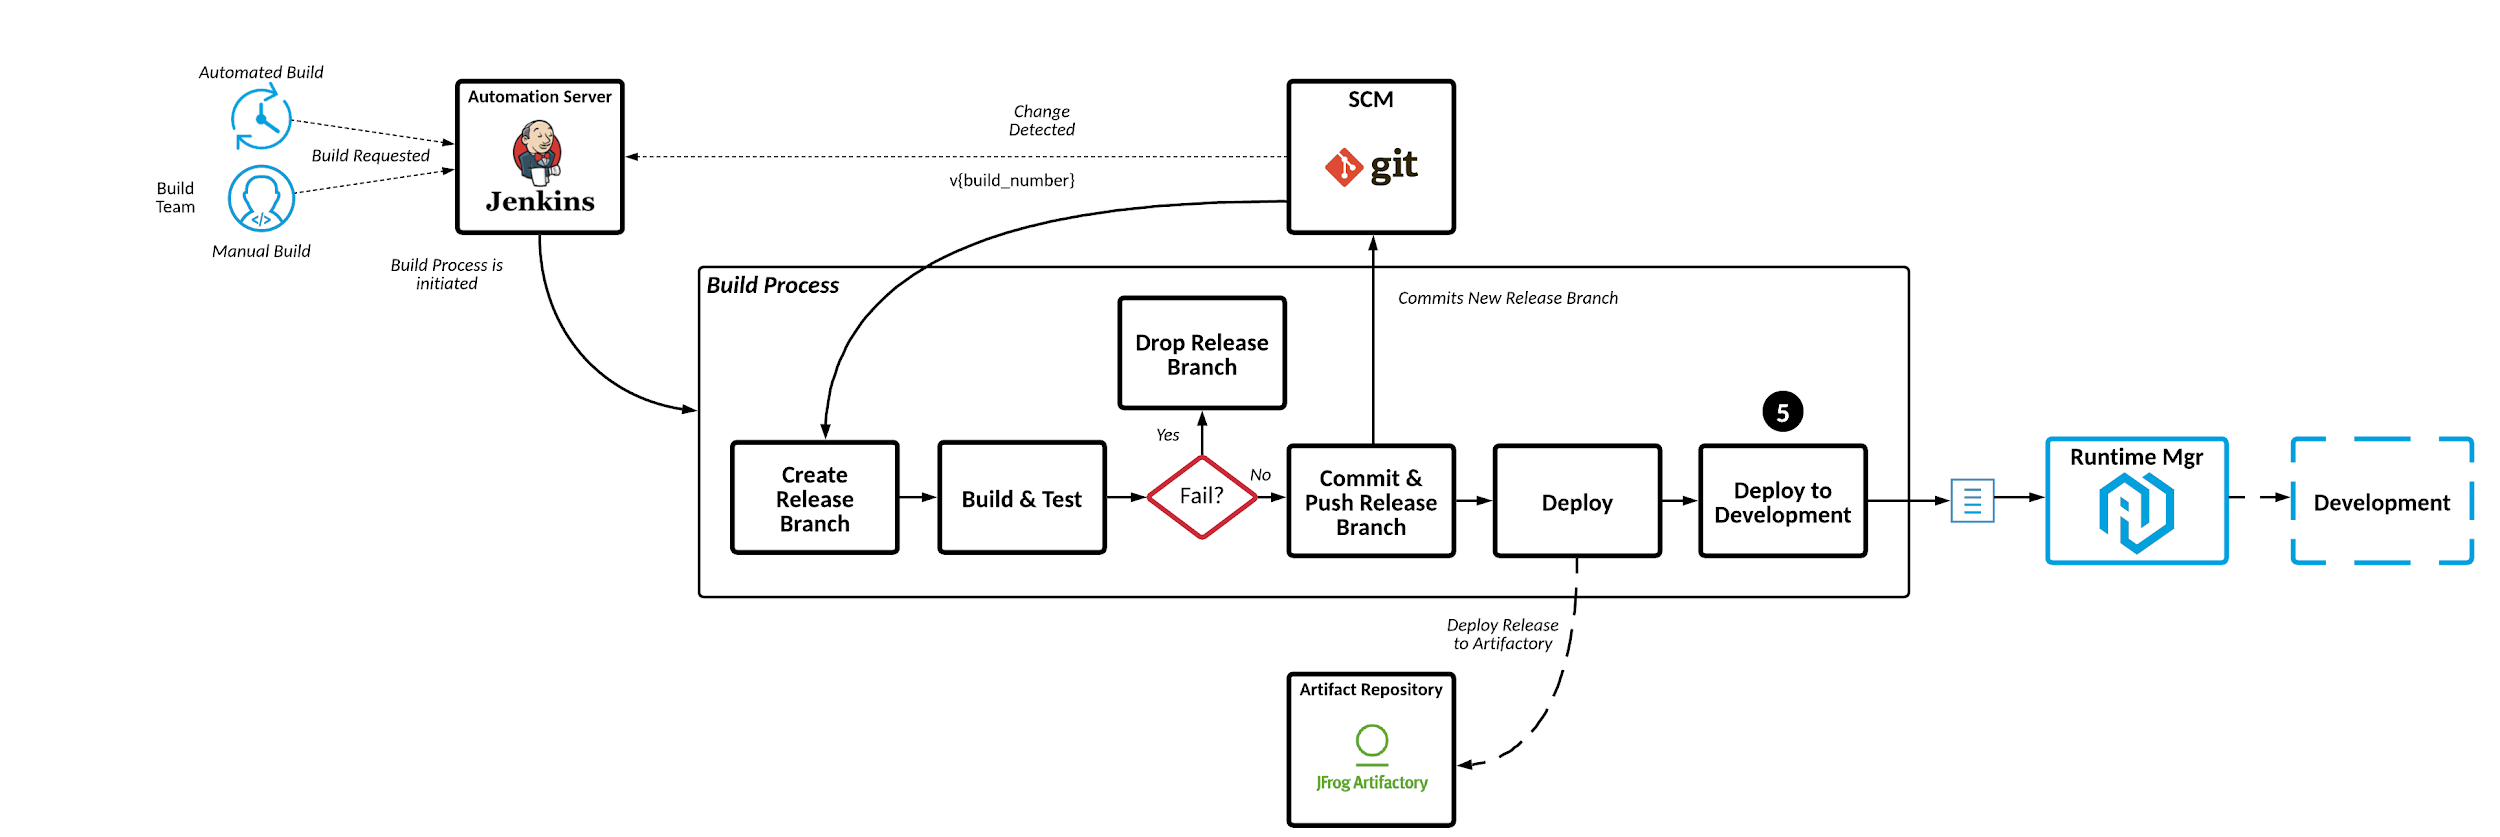 Automated Build
Build Requested
Build
Team
Manual Build
Automation Server
Jenkins
Build Process is
initiated
Change
Detected
v{build_number}
SCM
git
Build Process
Commits New Release Branch
Drop Release
Branch
Yes
No
Create
Release
Branch
Build & Test
Fail?
Commit &
Push Release
Branch
Deploy
5
Deploy to
Development
Runtime Mgr
Development
Deploy Release
to Artifactory
Artifact Repository
JFrog Artifactory